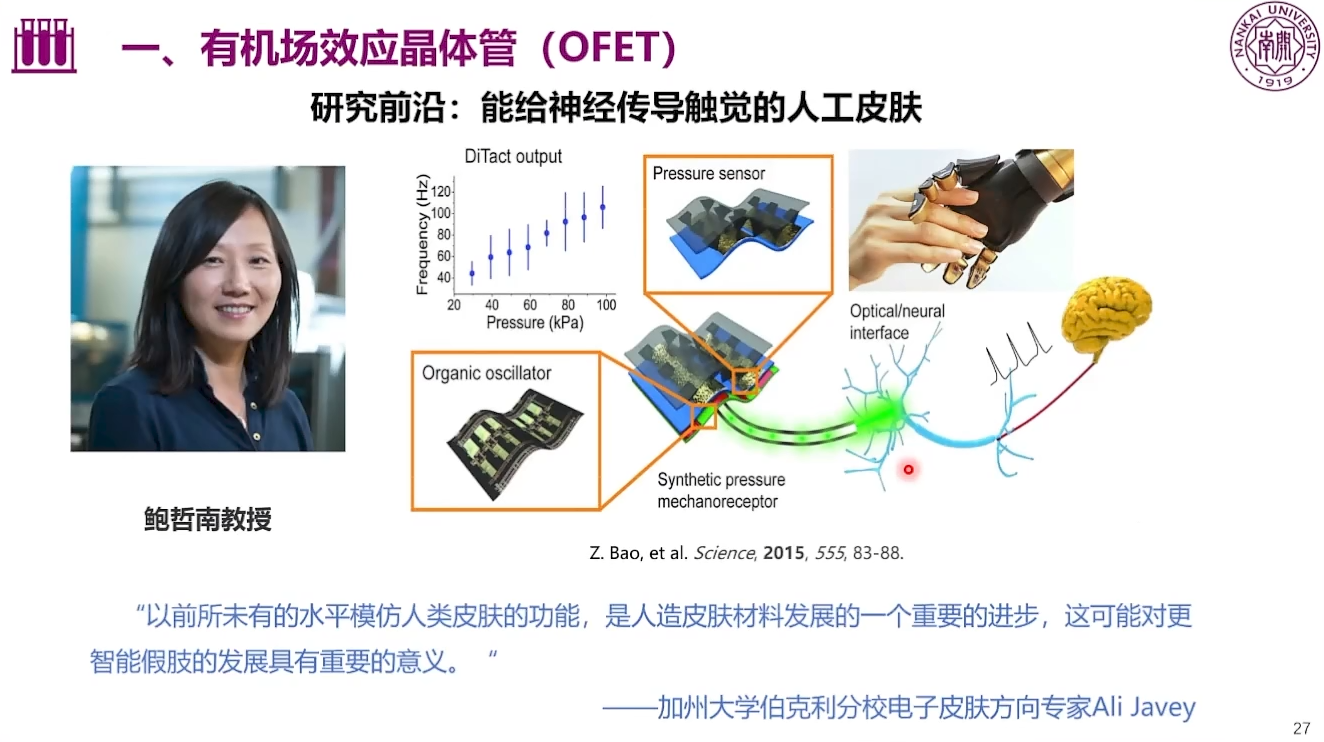 一、有机场效应晶体管（OFET）
NANKAI UNIVERSITY
南開
· 1919 ·
研究前沿：能给神经传导触觉的人工皮肤
DiTact output
Frequency (Hz)
120
100
80
60
40
20 40 60 80 100
Pressure (kPa)
Pressure sensor
Optical/neural
interface
Organic oscillator
Synthetic pressure
mechanoreceptor
鲍哲南教授
Z. Bao, et al. Science, 2015, 555, 83-88.
“以前所未有的水平模仿人类皮肤的功能，是人造皮肤材料发展的一个重要的进步，这可能对更
智能假肢的发展具有重要的意义。 “
——加州大学伯克利分校电子皮肤方向专家Ali Javey
27